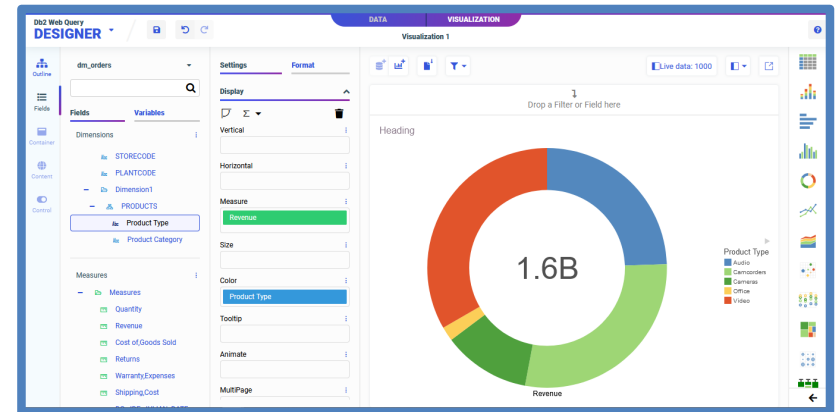 Db2 Web Query
DESIGNER
DATA
VISUALIZATION
Visualization 1
Outline
Fields
Container
Content
Control
dm_orders
Fields
Variables
Dimensions
STORECODE
PLANTCODE
Dimension1
PRODUCTS
Product Type
Product Category
Measures
Measures
Quantity
Revenue
Cost of,Goods Sold
Returns
Warranty,Expenses
Shipping,Cost
Settings
Format
Display
Vertical
Horizontal
Measure
Revenue
Size
Color
Product Type
Tooltip
Animate
MultiPage
Live data: 1000
Drop a Filter or Field here
Heading
1.6B
Revenue
Product Type
Audio
Camcorders
Cameras
Office
Video